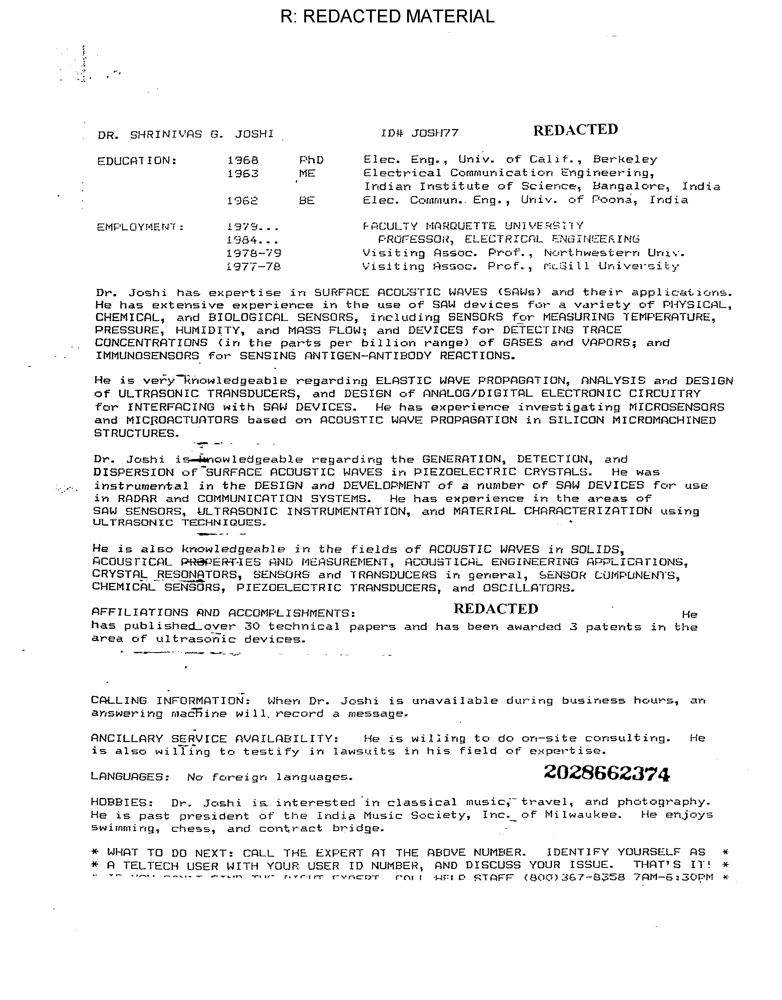 R: REDACTED MATERIAL
DR. SHRINIVAS G. JOSHI ID# JOSH77 REDACTED
EDUCATION: 1968 PhD Elec. Eng., Univ. of Calif., Berkeley
1963 ME Electrical Communication Engineering,
Indian Institute of Science, Bangalore, India
1962 BE Elec. Commun. Eng., Univ. of Poona, India
EMPLOYMENT: 1979... FACULTY MARQUETTE UNIVERSITY
1984... PROFESSOR, ELECTRICAL ENGINEERING
1978-79 Visiting Assoc. Prof., Northwestern Univ.
1977-78 Visiting Assoc. Prof., McGill University
Dr. Joshi has expertise in SURFACE ACOUSTIC WAVES (SAWs) and their applications.
He has extensive experience in the use of SAW devices for a variety of PHYSICAL,
CHEMICAL, and BIOLOGICAL SENSORS, including SENSORS for MEASURING TEMPERATURE,
PRESSURE, HUMIDITY, and MASS FLOW; and DEVICES for DETECTING TRACE
CONCENTRATIONS (in the parts per billion range) of GASES and VAPORS; and
IMMUNOSENSORS for SENSING ANTIGEN-ANTIBODY REACTIONS.
He is very knowledgeable regarding ELASTIC WAVE PROPAGATION, ANALYSIS and DESIGN
of ULTRASONIC TRANSDUCERS, and DESIGN of ANALOG/DIGITAL ELECTRONIC CIRCUITRY
for INTERFACING with SAW DEVICES. He has experience investigating MICROSENSORS
and MICROACTUATORS based on ACOUSTIC WAVE PROPAGATION in SILICON MICROMACHINED
STRUCTURES.
Dr. Joshi is knowledgeable regarding the GENERATION, DETECTION, and
DISPERSION of SURFACE ACOUSTIC WAVES in PIEZOELECTRIC CRYSTALS. He was
instrumental in the DESIGN and DEVELOPMENT of a number of SAW DEVICES for use
in RADAR and COMMUNICATION SYSTEMS. He has experience in the areas of
SAW SENSORS, ULTRASONIC INSTRUMENTATION, and MATERIAL CHARACTERIZATION using
ULTRASONIC TECHNIQUES.
He is also knowledgeable in the fields of ACOUSTIC WAVES in SOLIDS,
ACOUSTICAL PROPERTIES AND MEASUREMENT, ACOUSTICAL ENGINEERING APPLICATIONS,
CRYSTAL RESONATORS, SENSORS and TRANSDUCERS in general, SENSOR COMPONENTS,
CHEMICAL SENSORS, PIEZOELECTRIC TRANSDUCERS, and OSCILLATORS.
AFFILIATIONS AND ACCOMPLISHMENTS: REDACTED He
has published over 30 technical papers and has been awarded 3 patents in the
area of ultrasonic devices.
CALLING INFORMATION: When Dr. Joshi is unavailable during business hours, an
answering machine will record a message.
ANCILLARY SERVICE AVAILABILITY: He is willing to do on-site consulting. He
is also willing to testify in lawsuits in his field of expertise.
LANGUAGES: No foreign languages. 2028662374
HOBBIES: Dr. Joshi is interested in classical music, travel, and photography.
He is past president of the India Music Society, Inc. of Milwaukee. He enjoys
swimming, chess, and contract bridge.
* WHAT TO DO NEXT: CALL THE EXPERT AT THE ABOVE NUMBER. IDENTIFY YOURSELF AS *
* A TELTECH USER WITH YOUR USER ID NUMBER, AND DISCUSS YOUR ISSUE. THAT'S IT! *
CALL HELP STAFF (800)367-8358 7AM-6:30PM *